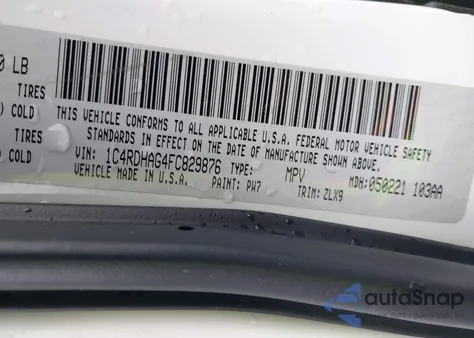 0 LB
TIRES
) COLD
TIRES
) COLD
THIS VEHICLE CONFORMS TO ALL APPLICABLE U.S.A. FEDERAL MOTOR VEHICLE SAFETY
STANDARDS IN EFFECT ON THE DATE OF MANUFACTURE SHOWN ABOVE.
VIN: 1C4RDHAG4FC829876 TYPE: MPV MDH: 050221 103AA
VEHICLE MADE IN U.S.A. PAINT: PW7 TRIM: ZLX9
autoSnap